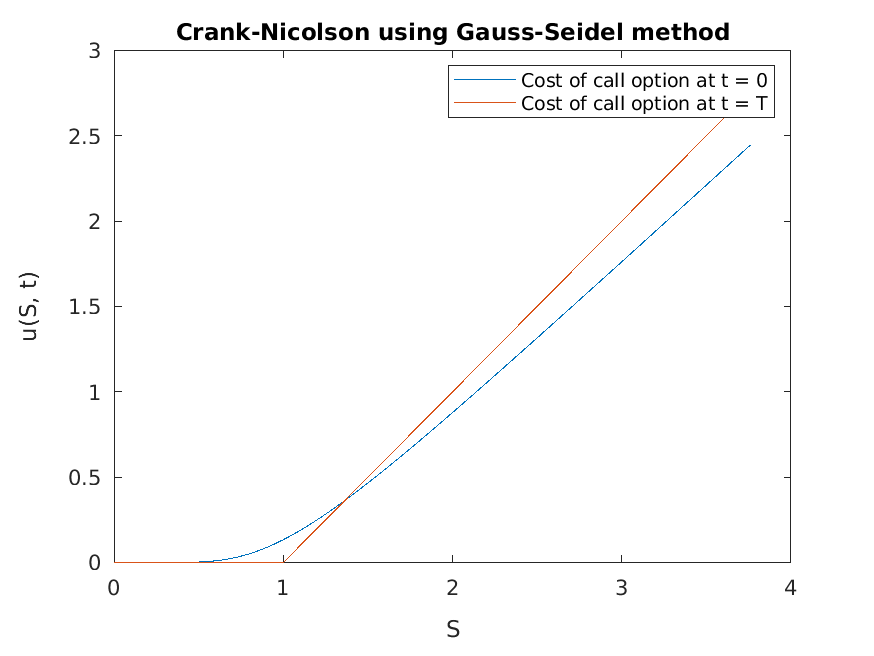 Crank-Nicolson using Gauss-Seidel method
Cost of call option at t = 0
Cost of call option at t = T
3
2.5
2
1.5
1
0.5
0
u(S, t)
0 1 2 3 4
S